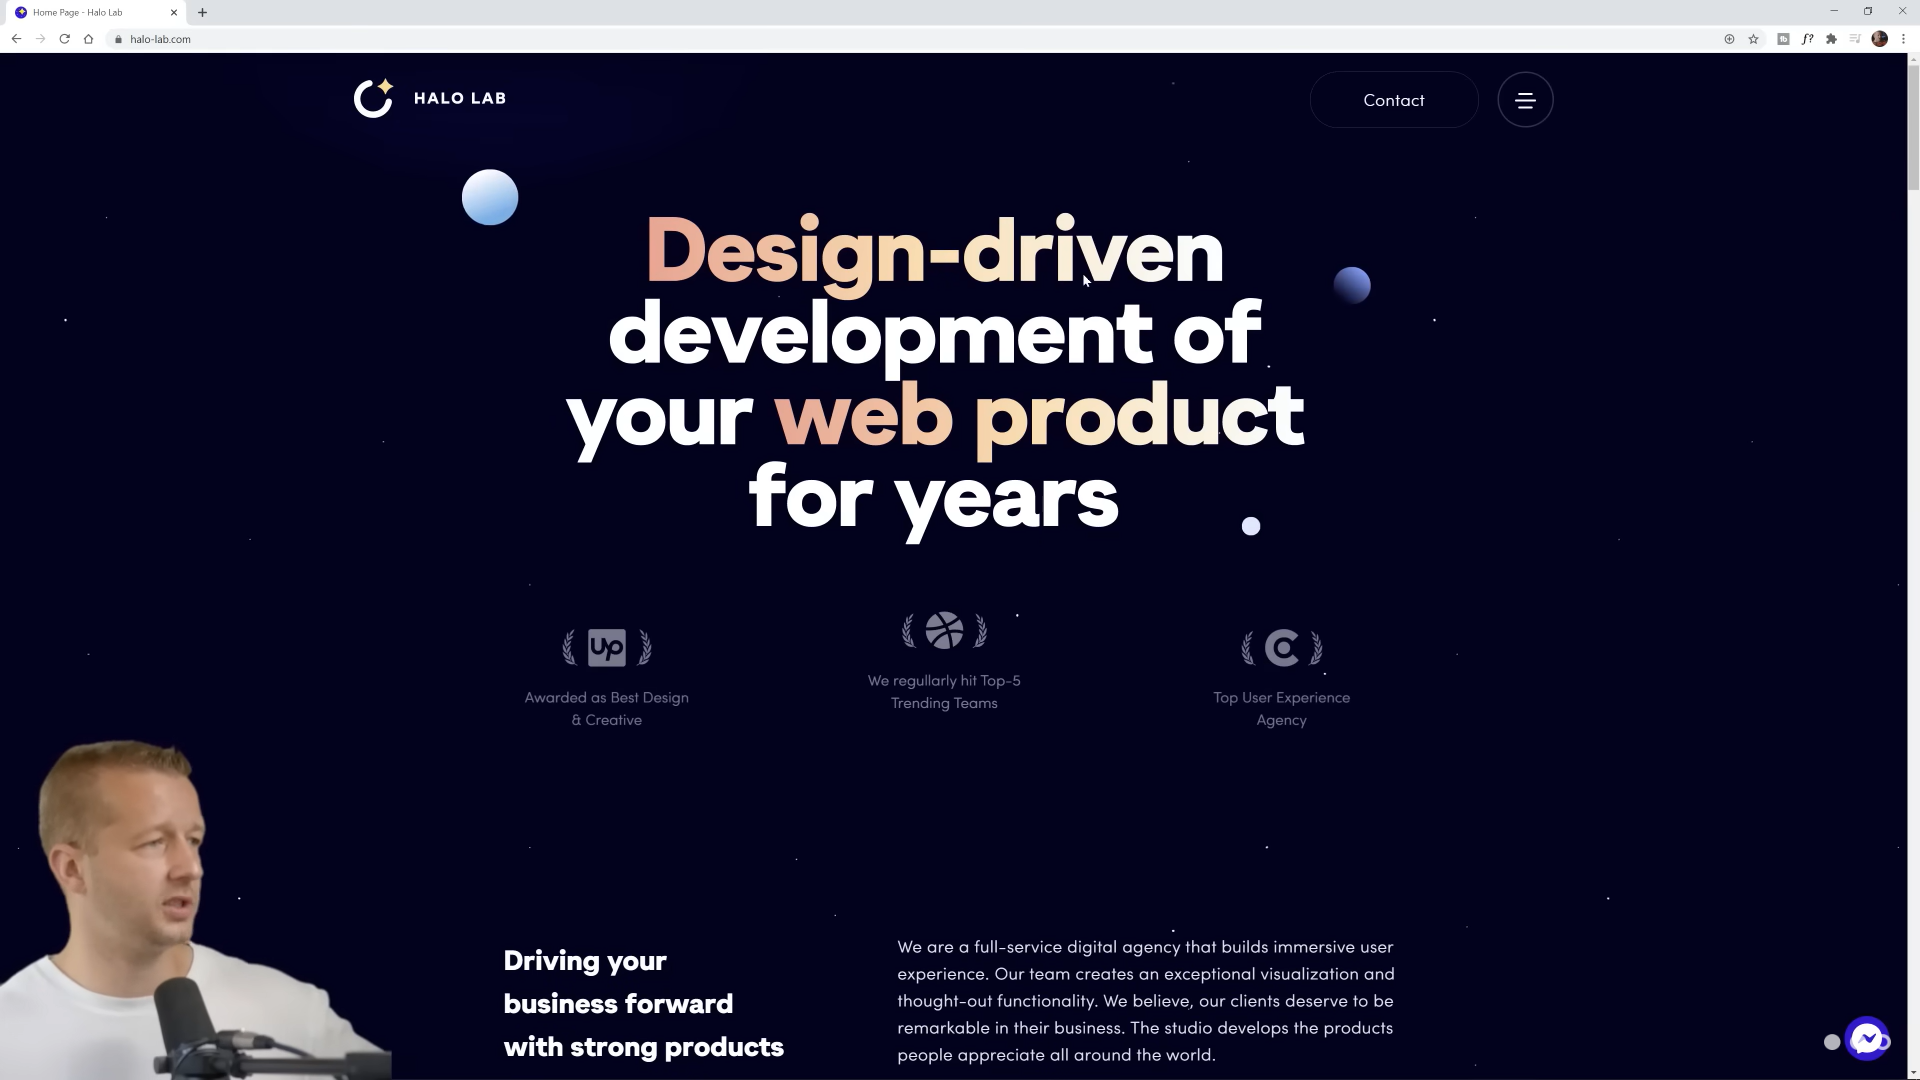 Home Page - Halo Lab
halo-lab.com
HALO LAB
Contact
Design-driven
development of
your web product
for years
up
Awarded as Best Design
& Creative
We regullarly hit Top-5
Trending Teams
Top User Experience
Agency
Driving your
business forward
with strong products
We are a full-service digital agency that builds immersive user
experience. Our team creates an exceptional visualization and
thought-out functionality. We believe, our clients deserve to be
remarkable in their business. The studio develops the products
people appreciate all around the world.
f?